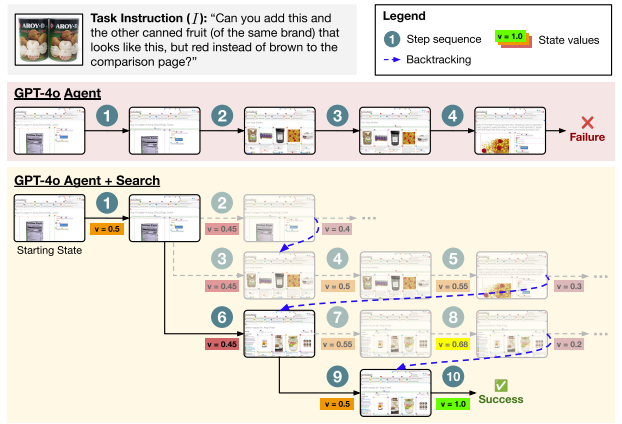 AROY-D
AROY-D
Task Instruction (I): “Can you add this and
the other canned fruit (of the same brand) that
looks like this, but red instead of brown to the
comparison page?”
Legend
1 Step sequence
v = 1.0 State values
Backtracking
GPT-4o Agent
1 2 3 4
Failure
GPT-4o Agent + Search
1 2
v = 0.5 v = 0.45 v = 0.4
Starting State
3 4 5
v = 0.45 v = 0.5 v = 0.55 v = 0.3
6 7 8
v = 0.45 v = 0.55 v = 0.68 v = 0.2
9 10
v = 0.5 v = 1.0
Success